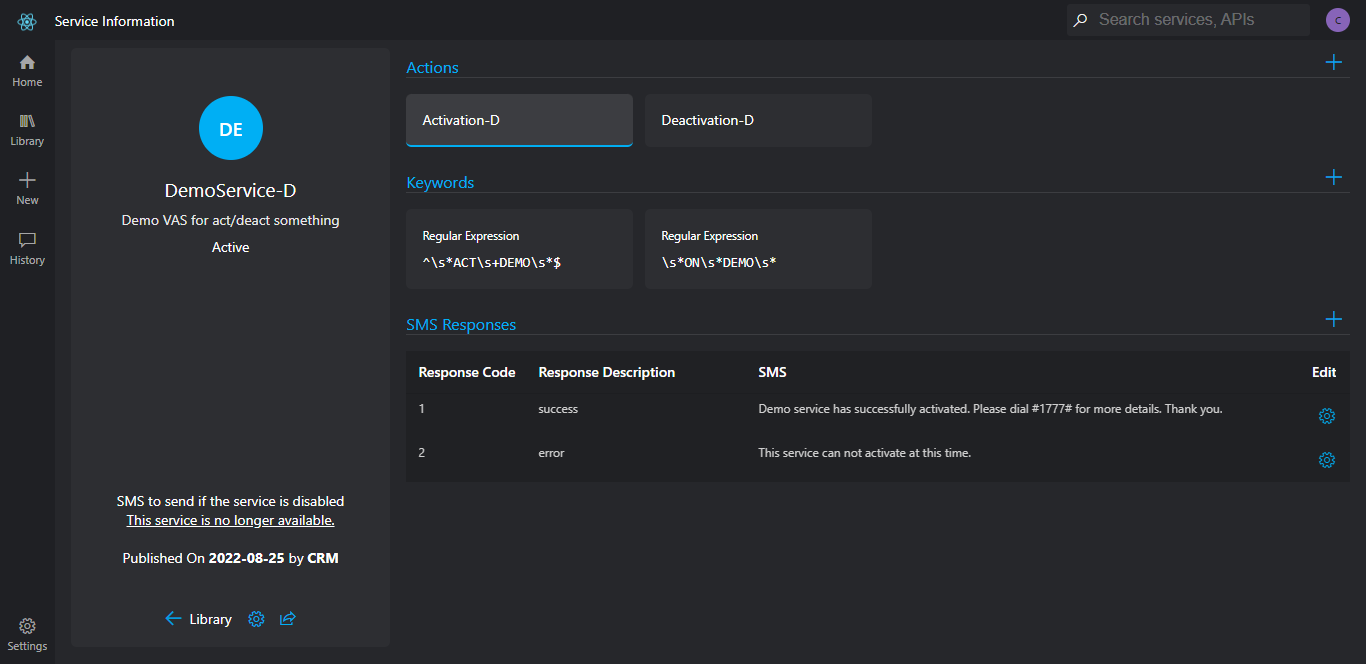 Service Information
Search services, APIs
C
Home
Library
New
History
Settings
DE
DemoService-D
Demo VAS for act/deact something
Active
SMS to send if the service is disabled
This service is no longer available.
Published On 2022-08-25 by CRM
Library
Actions
Activation-D
Deactivation-D
Keywords
Regular Expression
^\s*ACT\s+DEMO\s*$
Regular Expression
\s*ON\s*DEMO\s*
SMS Responses
Response Code Response Description SMS Edit
1 success Demo service has successfully activated. Please dial #1777# for more details. Thank you.
2 error This service can not activate at this time.